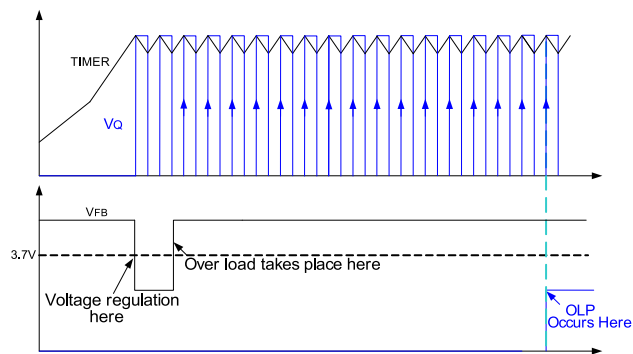 TIMER
VQ
VFB
3.7V
Over load takes place here
Voltage regulation
here
OLP
Occurs Here